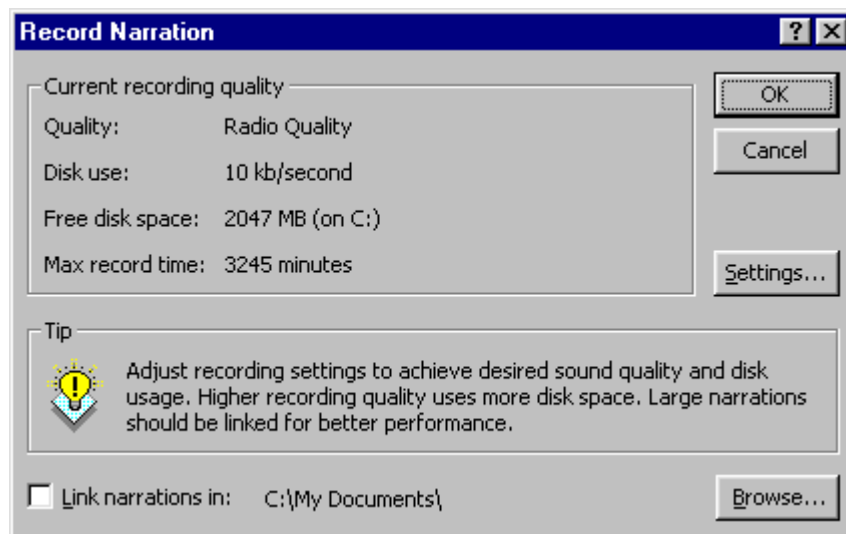 Record Narration
Current recording quality
Quality: Radio Quality
Disk use: 10 kb/second
Free disk space: 2047 MB (on C:)
Max record time: 3245 minutes
OK
Cancel
Settings...
Tip
Adjust recording settings to achieve desired sound quality and disk
usage. Higher recording quality uses more disk space. Large narrations
should be linked for better performance.
Link narrations in: C:\My Documents\
Browse...